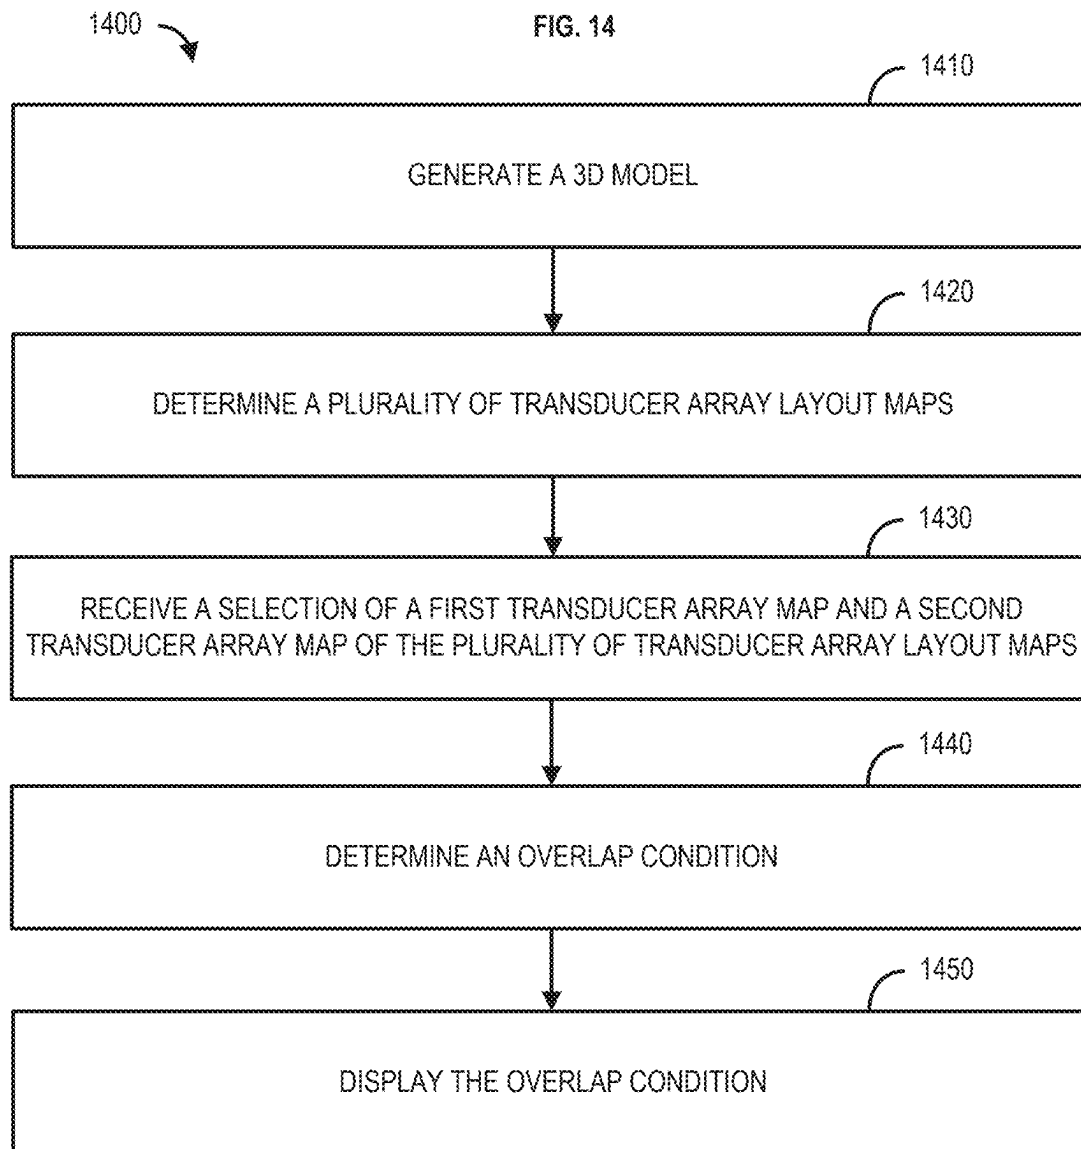 1400
FIG. 14
1410
GENERATE A 3D MODEL
1420
DETERMINE A PLURALITY OF TRANSDUCER ARRAY LAYOUT MAPS
1430
RECEIVE A SELECTION OF A FIRST TRANSDUCER ARRAY MAP AND A SECOND
TRANSDUCER ARRAY MAP OF THE PLURALITY OF TRANSDUCER ARRAY LAYOUT MAPS
1440
DETERMINE AN OVERLAP CONDITION
1450
DISPLAY THE OVERLAP CONDITION